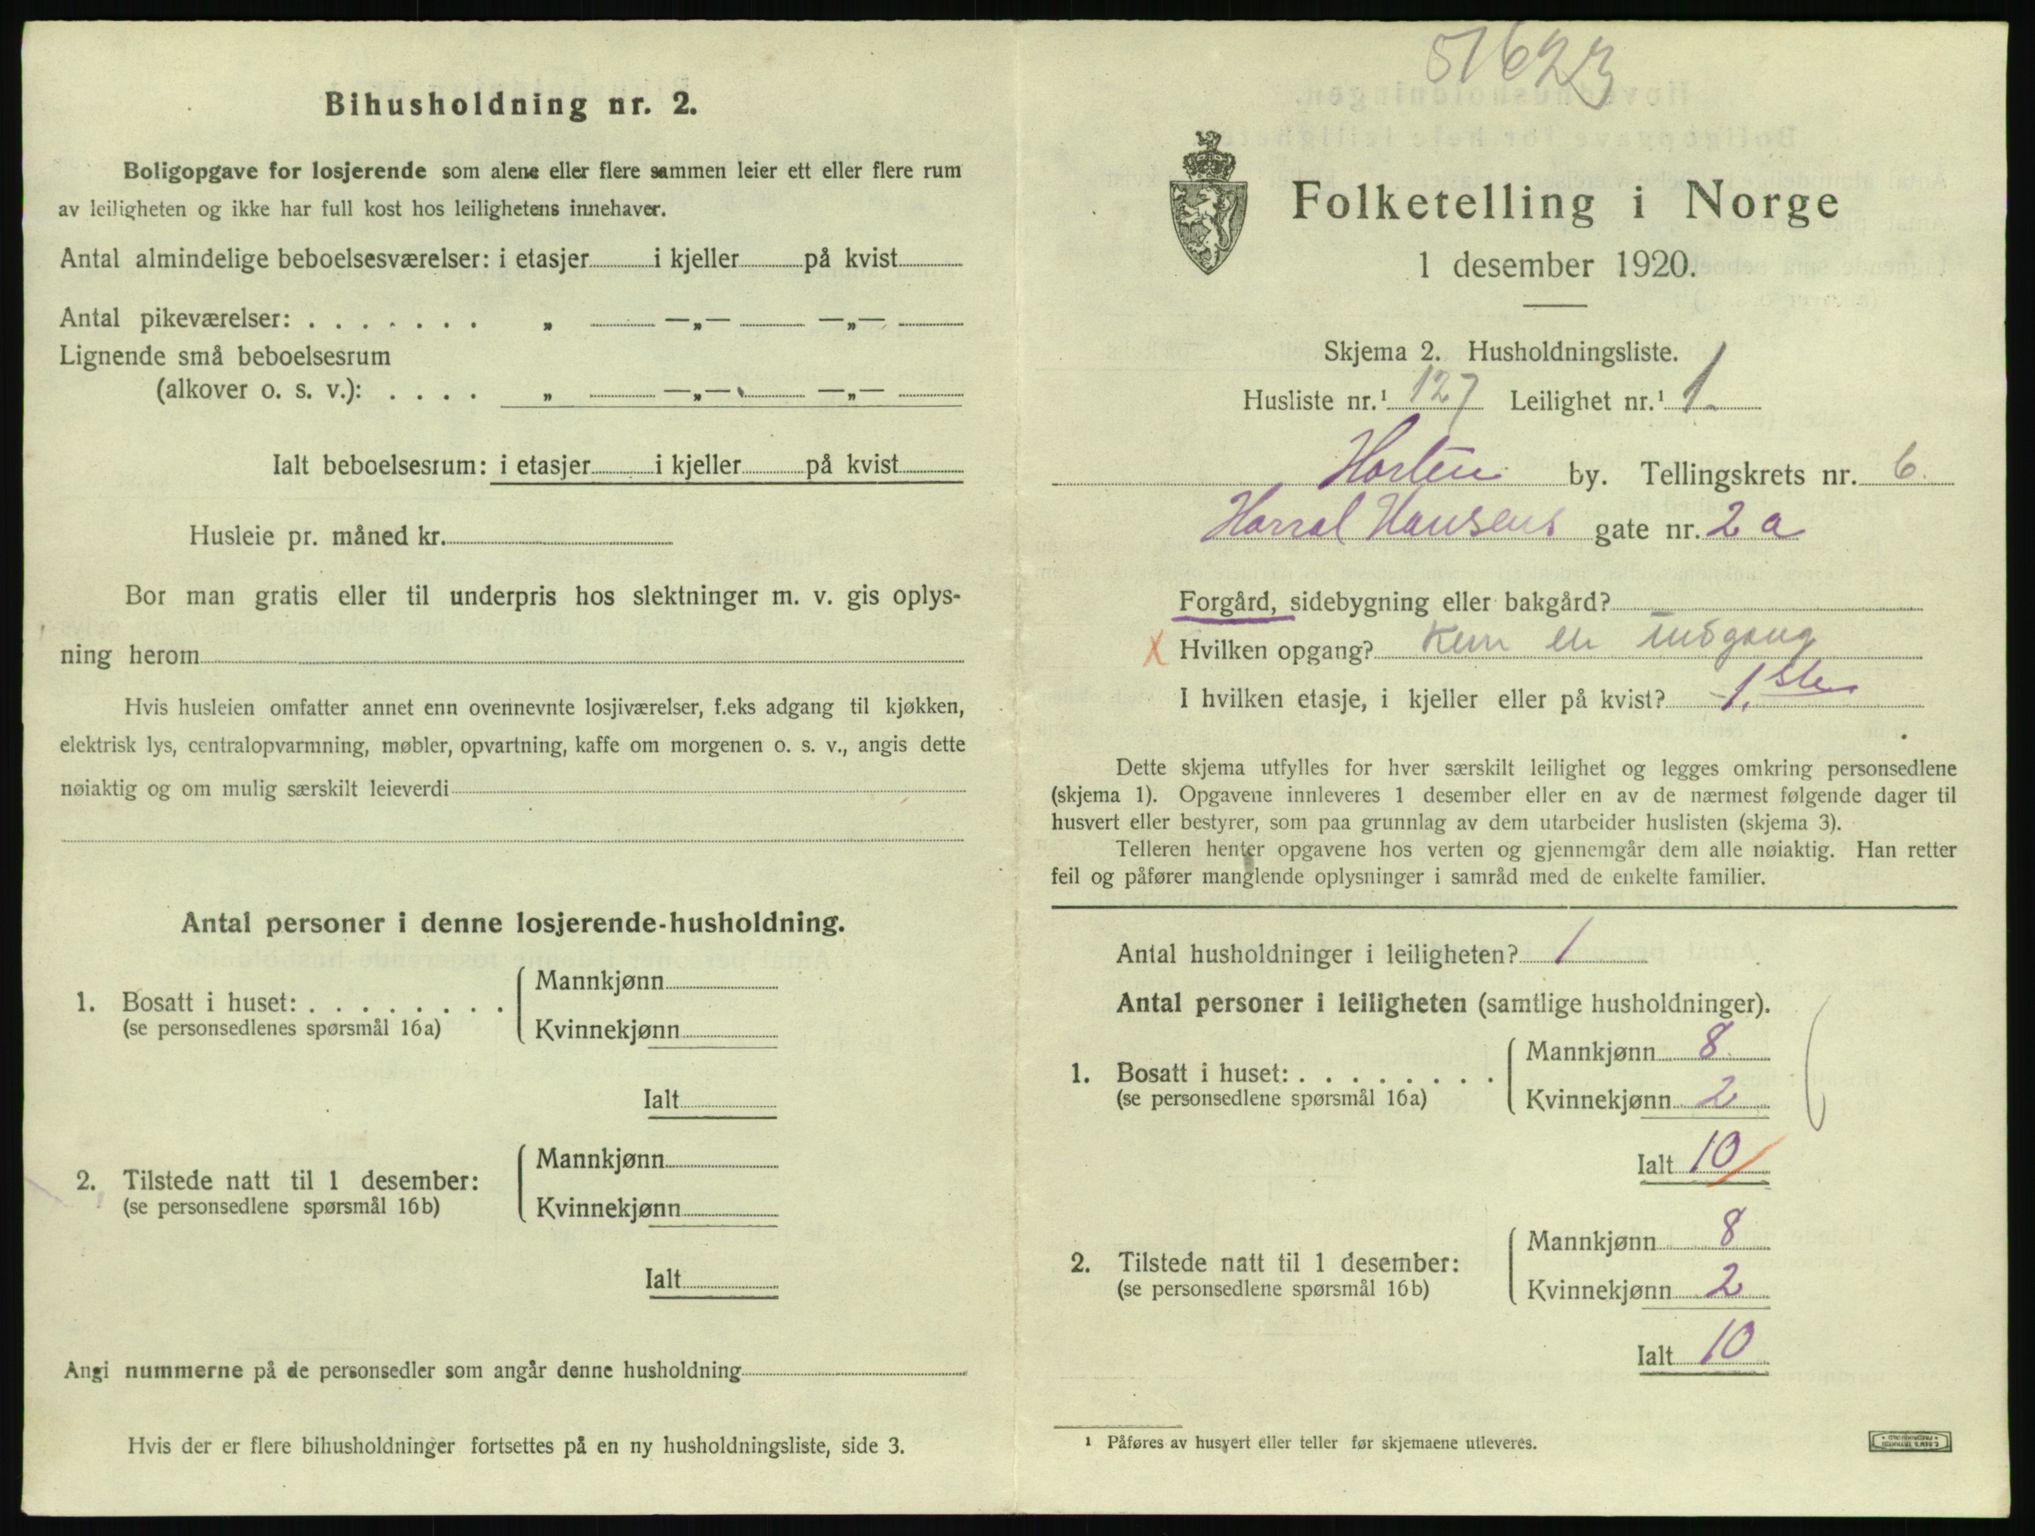 Bihusholdning nr. 2.
Boligopgave for losjerende som alene eller flere sammen leier ett eller flere rum
av leiligheten og ikke har full kost hos leilighetens innehaver.
Antal almindelige beboelsesværelser: i etasjer i kjeller på kvist
Antal pikeværelser: . . . . . . . „ —„— —„—
Lignende små beboelsesrum
(alkover o. s. v.): . . . . „ —„— —„—
Ialt beboelsesrum: i etasjer i kjeller på kvist
Husleie pr. måned kr.
Bor man gratis eller til underpris hos slektninger m. v. gis oplys-
ning herom
Hvis husleien omfatter annet enn ovennevnte losjiværelser, f.eks adgang til kjøkken,
elektrisk lys, centralopvarmning, møbler, opvartning, kaffe om morgenen o. s. v., angis dette
nøiaktig og om mulig særskilt leieverdi
Antal personer i denne losjerende-husholdning.
1. Bosatt i huset: . . . . . . . .
(se personsedlenes spørsmål 16a)
Mannkjønn
Kvinnekjønn
Ialt
2. Tilstede natt til 1 desember:
(se personsedlene spørsmål 16b)
Mannkjønn
Kvinnekjønn
Ialt
Angi nummerne på de personsedler som angår denne husholdning
Hvis der er flere bihusholdninger fortsettes på en ny husholdningsliste, side 3.
51623
Folketelling i Norge
1 desember 1920.
Skjema 2. Husholdningsliste.
Husliste nr.¹ 127 Leilighet nr.¹ 1.
Horten by. Tellingskrets nr. 6.
Harral Hansens gate nr. 2 a
Forgård, sidebygning eller bakgård?
X Hvilken opgang? Kun en indgang
I hvilken etasje, i kjeller eller på kvist? 1. ste
Dette skjema utfylles for hver særskilt leilighet og legges omkring personsedlene
(skjema 1). Opgavene innleveres 1 desember eller en av de nærmest følgende dager til
husvert eller bestyrer, som paa grunnlag av dem utarbeider huslisten (skjema 3).
Telleren henter opgavene hos verten og gjennemgår dem alle nøiaktig. Han retter
feil og påfører manglende oplysninger i samråd med de enkelte familier.
Antal husholdninger i leiligheten? 1
Antal personer i leiligheten (samtlige husholdninger).
1. Bosatt i huset: . . . . . . . .
(se personsedlene spørsmål 16a)
Mannkjønn 8.
Kvinnekjønn 2
Ialt 10
2. Tilstede natt til 1 desember:
(se personsedlene spørsmål 16b)
Mannkjønn 8
Kvinnekjønn 2
Ialt 10
¹ Påføres av husvert eller teller før skjemaene utleveres.